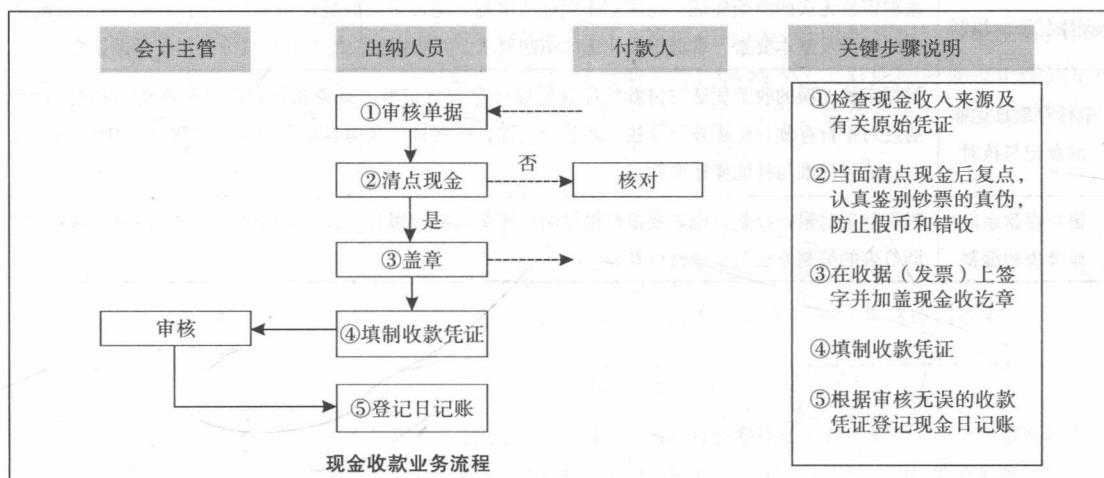 会计主管 出纳人员 付款人 关键步骤说明
①审核单据
②清点现金
否
核对
是
③盖章
④填制收款凭证
审核
⑤登记日记账
现金收款业务流程
①检查现金收入来源及
有关原始凭证
②当面清点现金后复点，
认真鉴别钞票的真伪，
防止假币和错收
③在收据（发票）上签
字并加盖现金收讫章
④填制收款凭证
⑤根据审核无误的收款
凭证登记现金日记账